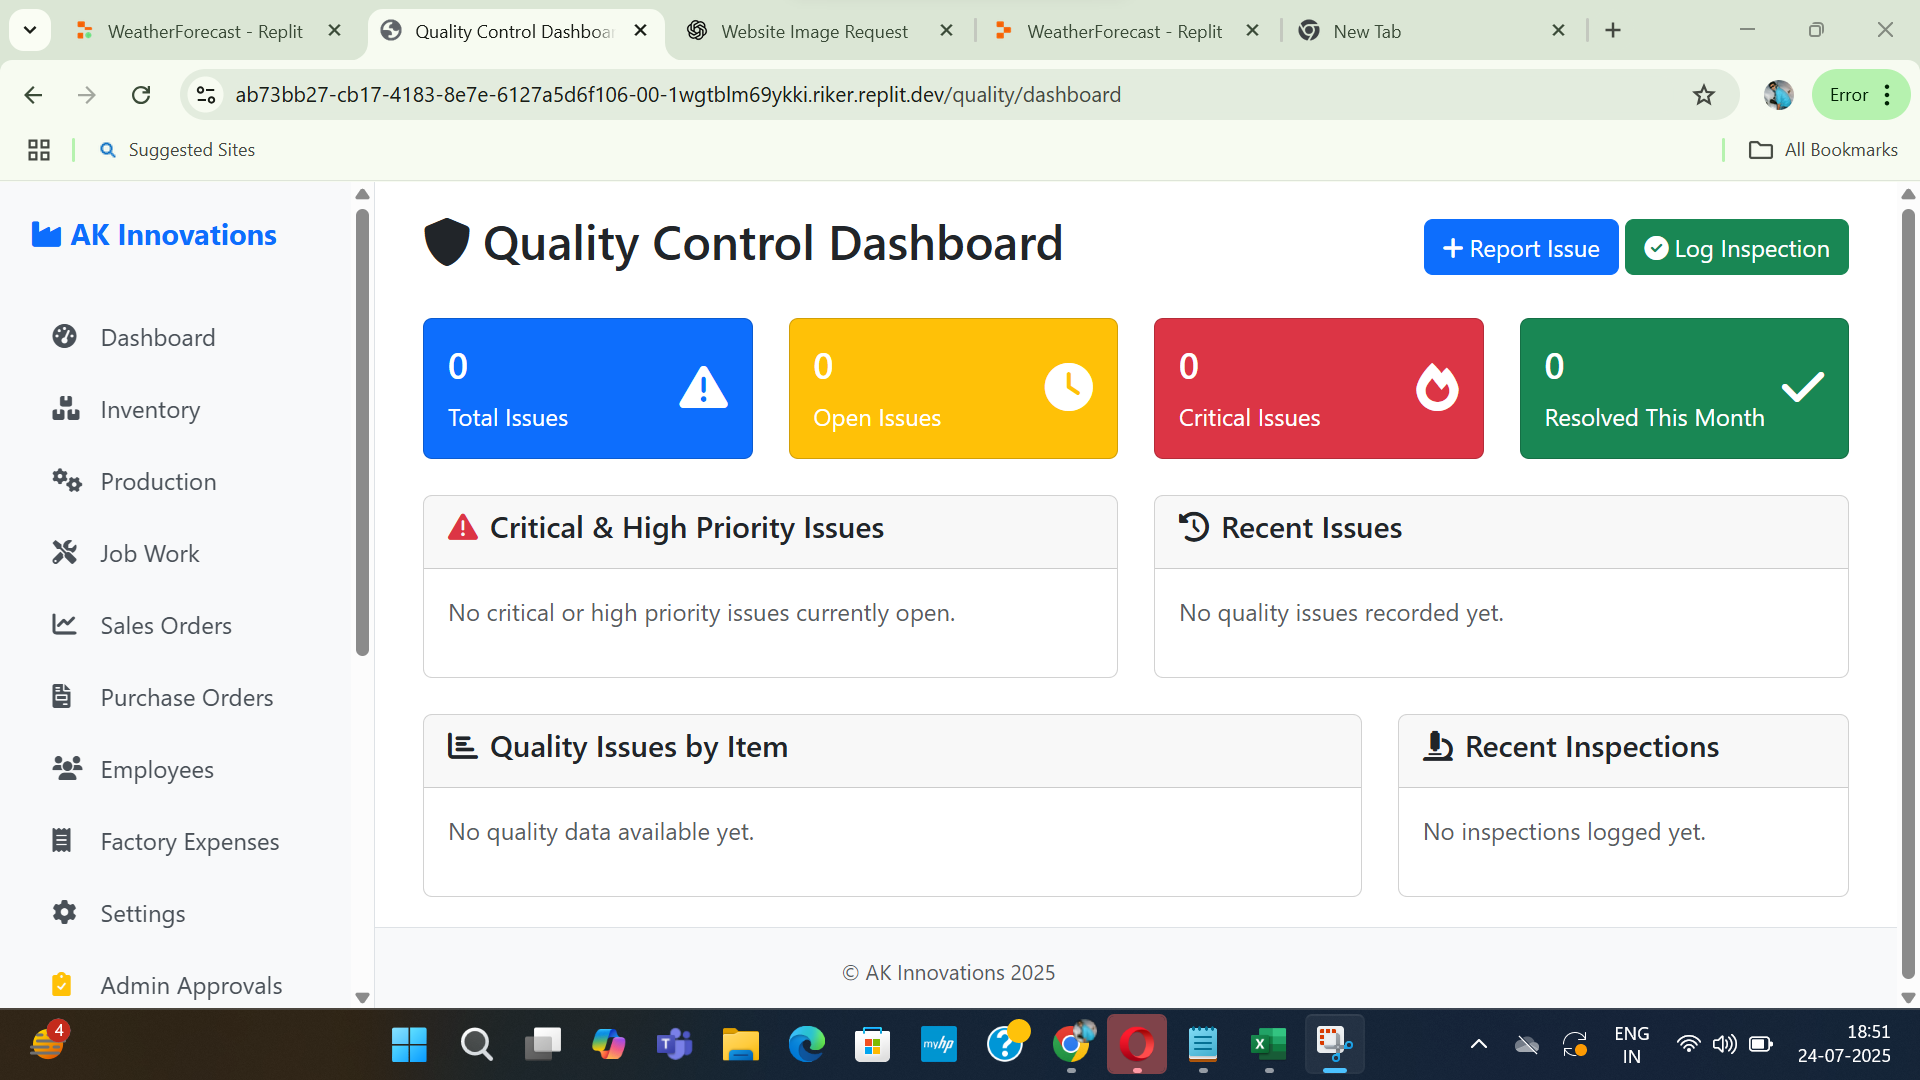 WeatherForecast - Replit
Quality Control Dashboar
Website Image Request
WeatherForecast - Replit
New Tab
ab73bb27-cb17-4183-8e7e-6127a5d6f106-00-1wgtblm69ykki.riker.replit.dev/quality/dashboard
Error
Suggested Sites
All Bookmarks
AK Innovations
Dashboard
Inventory
Production
Job Work
Sales Orders
Purchase Orders
Employees
Factory Expenses
Settings
Admin Approvals
Quality Control Dashboard
Report Issue
Log Inspection
0
Total Issues
0
Open Issues
0
Critical Issues
0
Resolved This Month
Critical & High Priority Issues
No critical or high priority issues currently open.
Recent Issues
No quality issues recorded yet.
Quality Issues by Item
No quality data available yet.
Recent Inspections
No inspections logged yet.
© AK Innovations 2025
4
myhp
ENG
IN
18:51
24-07-2025